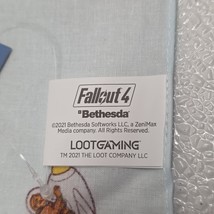 Fallout 4
Bethesda
©2021 Bethesda Softworks LLC, a ZeniMax
Media company. All Rights Reserved.
LOOTGAMING
TM 2021 THE LOOT COMPANY LLC